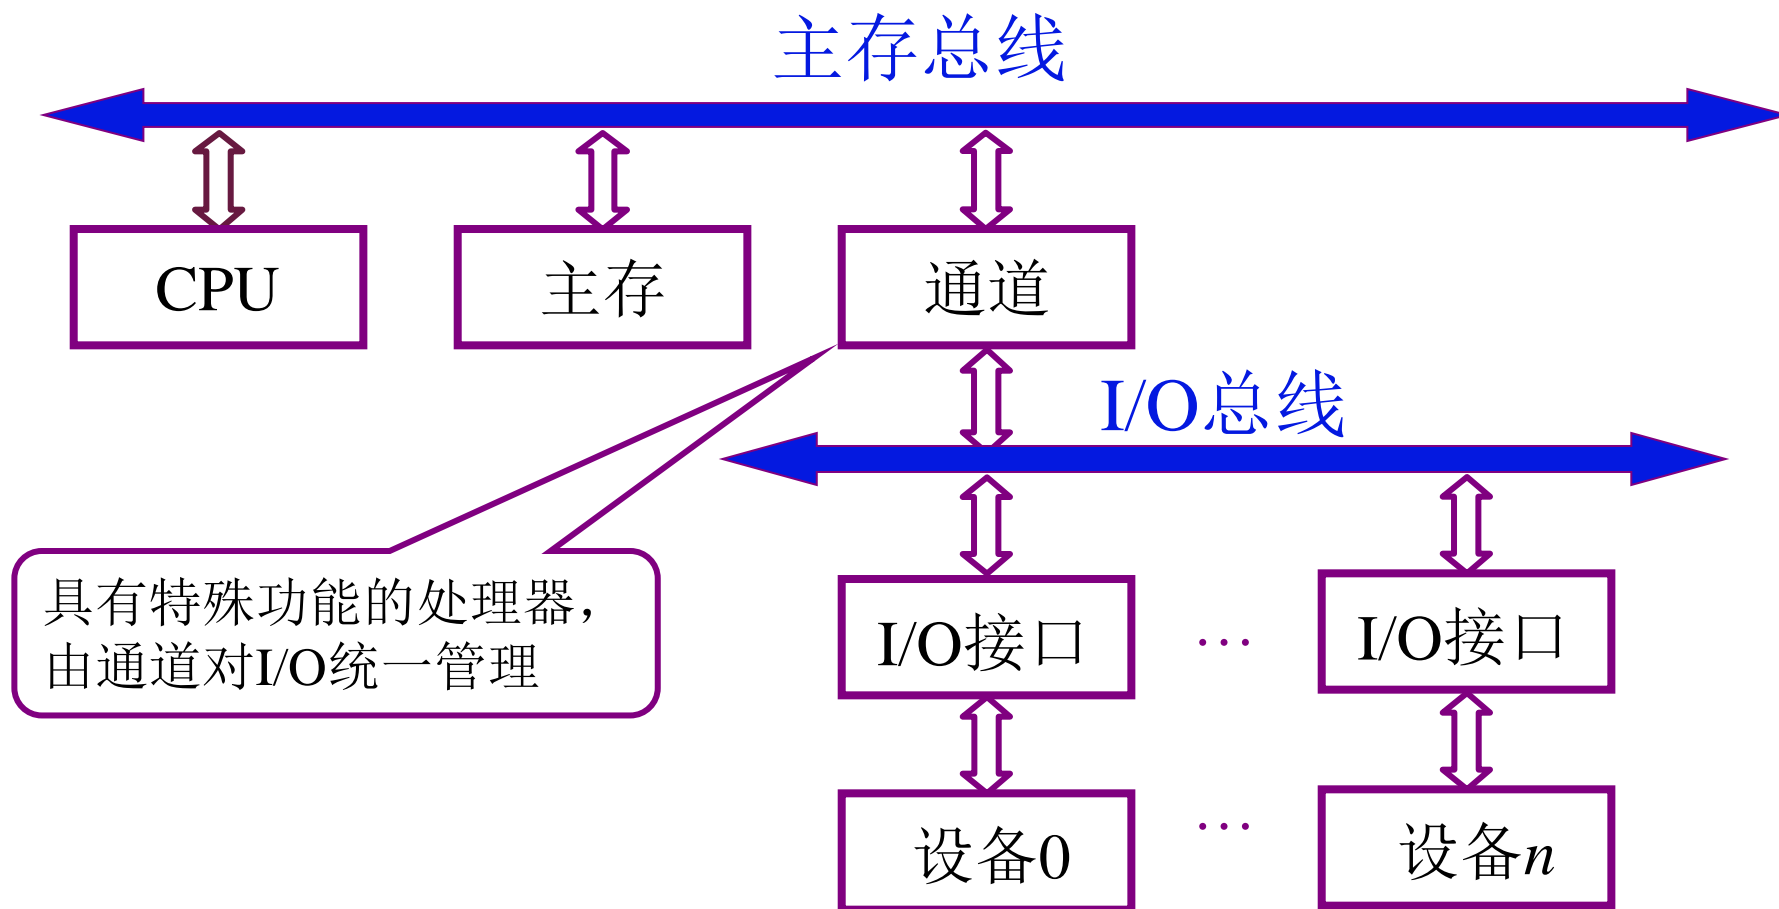 主存总线
CPU
主存
通道
I/O总线
具有特殊功能的处理器，
由通道对I/O统一管理
I/O接口
…
I/O接口
设备0
…
设备n